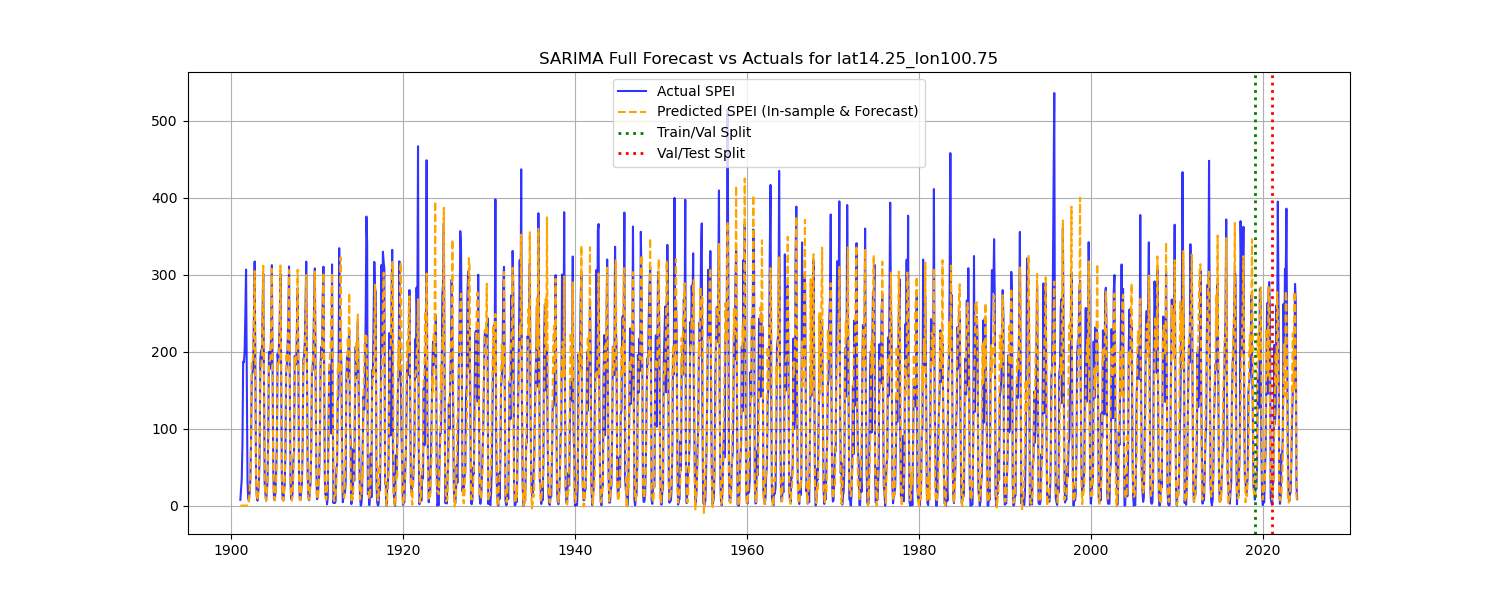 SARIMA Full Forecast vs Actuals for lat14.25_lon100.75
Actual SPEI
Predicted SPEI (In-sample & Forecast)
Train/Val Split
Val/Test Split
500
400
300
200
100
0
1900 1920 1940 1960 1980 2000 2020